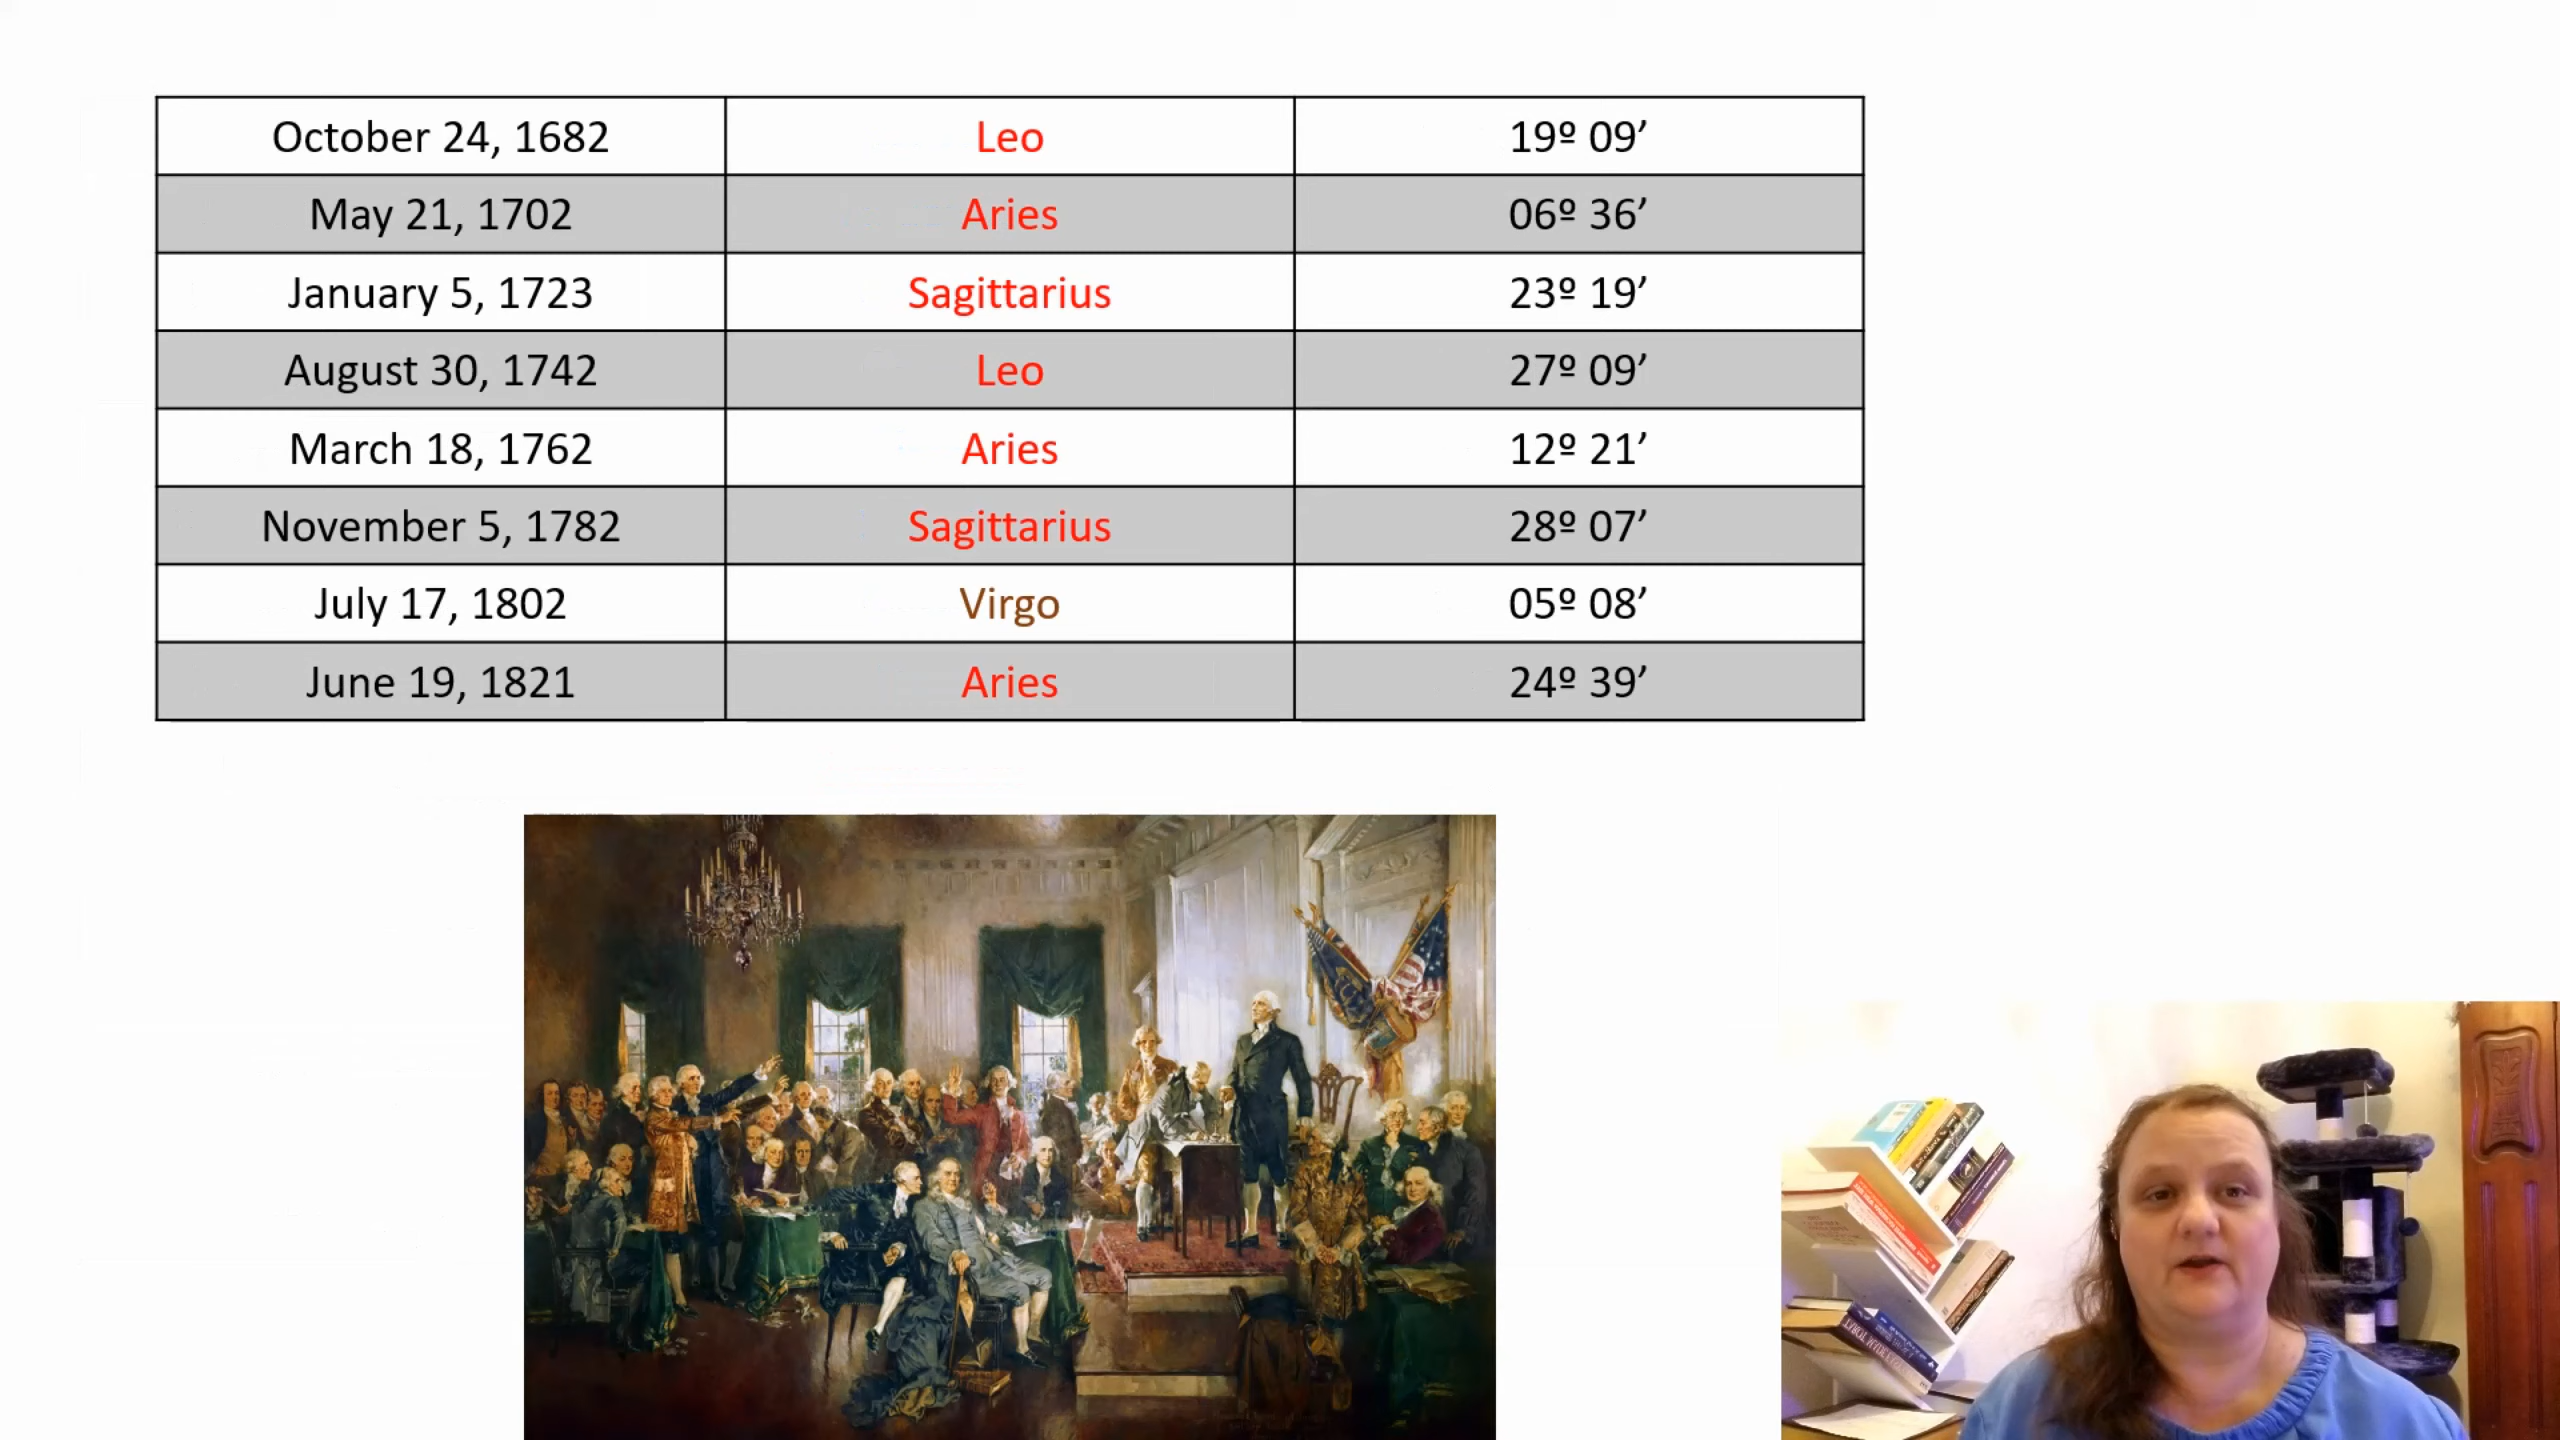 October 24, 1682 Leo 19º 09’
May 21, 1702 Aries 06º 36’
January 5, 1723 Sagittarius 23º 19’
August 30, 1742 Leo 27º 09’
March 18, 1762 Aries 12º 21’
November 5, 1782 Sagittarius 28º 07’
July 17, 1802 Virgo 05º 08’
June 19, 1821 Aries 24º 39’